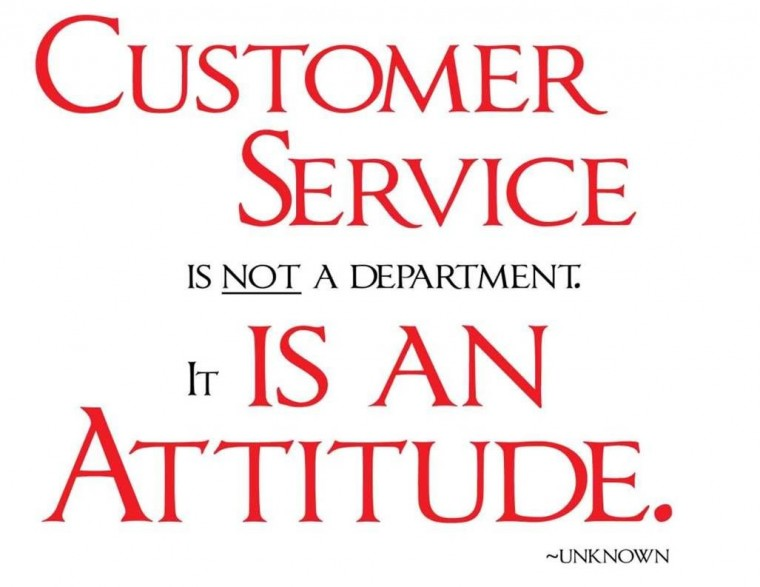 CUSTOMER
SERVICE
IS NOT A DEPARTMENT.
IT IS AN
ATTITUDE.
~UNKNOWN